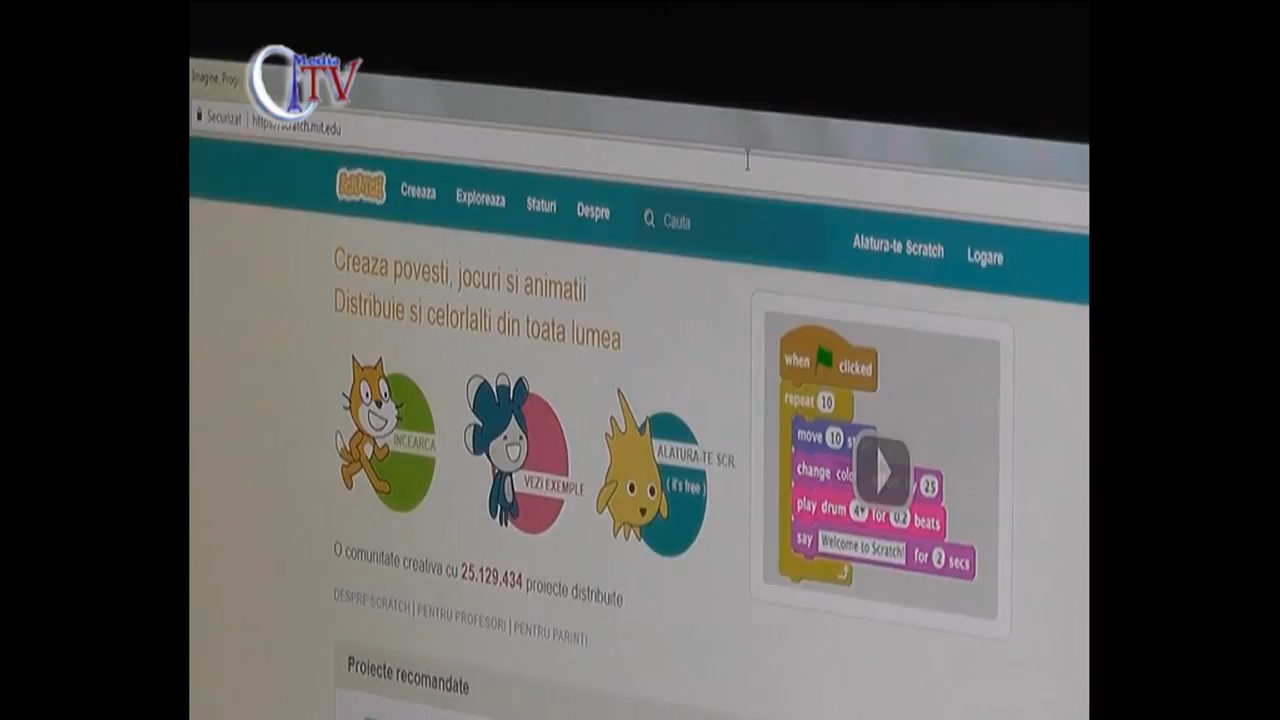 Media
TV
Imagine, Prog
Securizat | https://scratch.mit.edu
SCRATCH Creeaza Exploreaza Sfaturi Despre Cauta Alatura-te Scratch Logare
Creaza povesti, jocuri si animatii
Distribuie si celorlalti din toata lumea
INCEARCA
VEZI EXEMPLE
ALATURA-TE SCR
( it's free )
when clicked
repeat 10
move 10
change 25
play drum 4 for 0.2 beats
say Welcome to Scratch! for 2 secs
O comunitate creativa cu 25.129.434 proiecte distribuite
DESPRE SCRATCH | PENTRU PROFESORI | PENTRU PARINTI
Proiecte recomandate